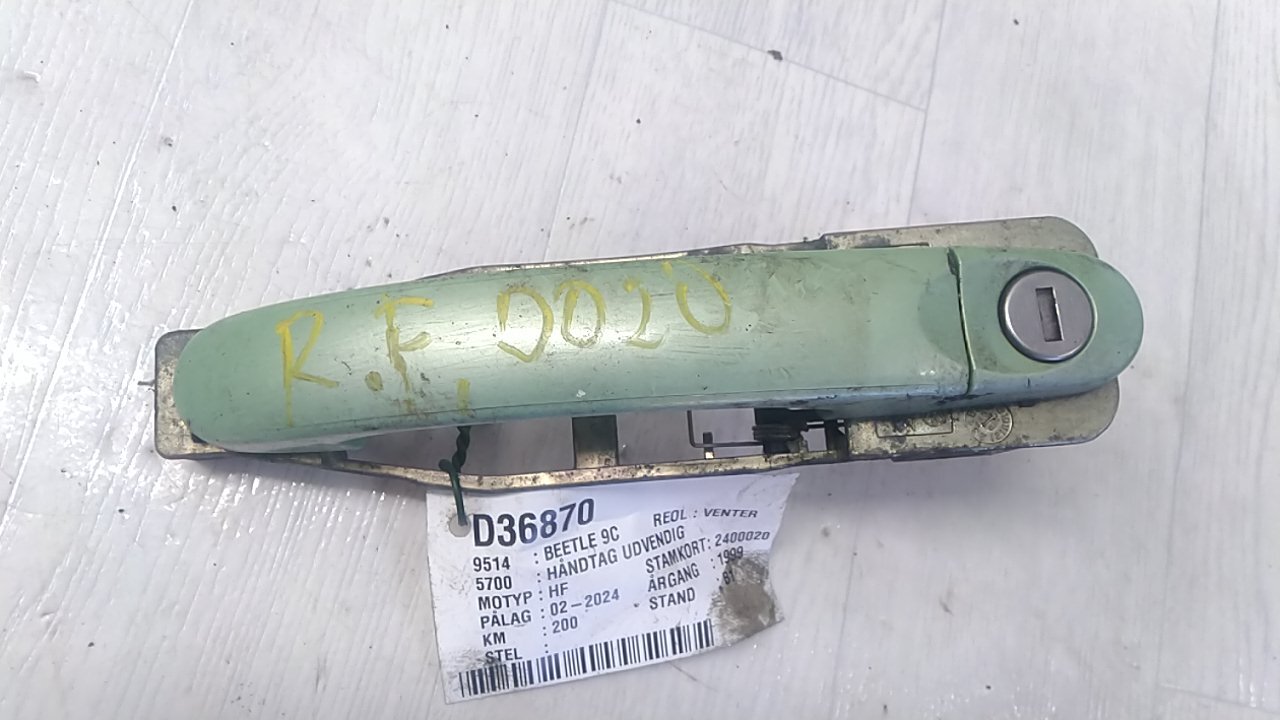 R.F. D020
D36870 REOL : VENTER
9514 : BEETLE 9C
5700 : HÅNDTAG UDVENDIG
MOTYP : HF STAMKORT : 2400020
PÅLAG : 02-2024 ÅRGANG : 1999
KM : 200 STAND
STEL :